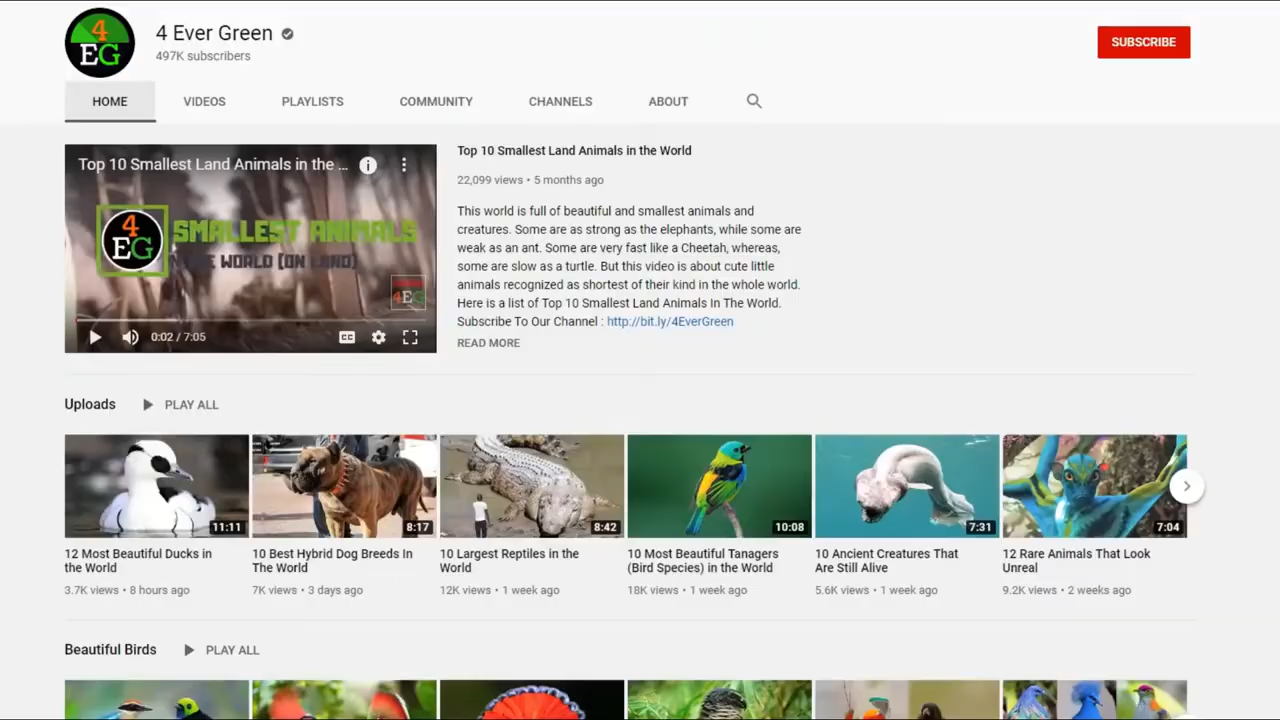 4
EG
4 Ever Green
497K subscribers
SUBSCRIBE
HOME
VIDEOS
PLAYLISTS
COMMUNITY
CHANNELS
ABOUT
Top 10 Smallest Land Animals in the ...
4
EG
SMALLEST ANIMALS
IN THE WORLD (ON LAND)
4EG
0:02 / 7:05
CC
Top 10 Smallest Land Animals in the World
22,099 views • 5 months ago
This world is full of beautiful and smallest animals and
creatures. Some are as strong as the elephants, while some are
weak as an ant. Some are very fast like a Cheetah, whereas,
some are slow as a turtle. But this video is about cute little
animals recognized as shortest of their kind in the whole world.
Here is a list of Top 10 Smallest Land Animals In The World.
Subscribe To Our Channel : http://bit.ly/4EverGreen
READ MORE
Uploads
PLAY ALL
11:11
8:17
8:42
10:08
7:31
7:04
12 Most Beautiful Ducks in
the World
3.7K views • 8 hours ago
10 Best Hybrid Dog Breeds In
The World
7K views • 3 days ago
10 Largest Reptiles in the
World
12K views • 1 week ago
10 Most Beautiful Tanagers
(Bird Species) in the World
18K views • 1 week ago
10 Ancient Creatures That
Are Still Alive
5.6K views • 1 week ago
12 Rare Animals That Look
Unreal
9.2K views • 2 weeks ago
Beautiful Birds
PLAY ALL